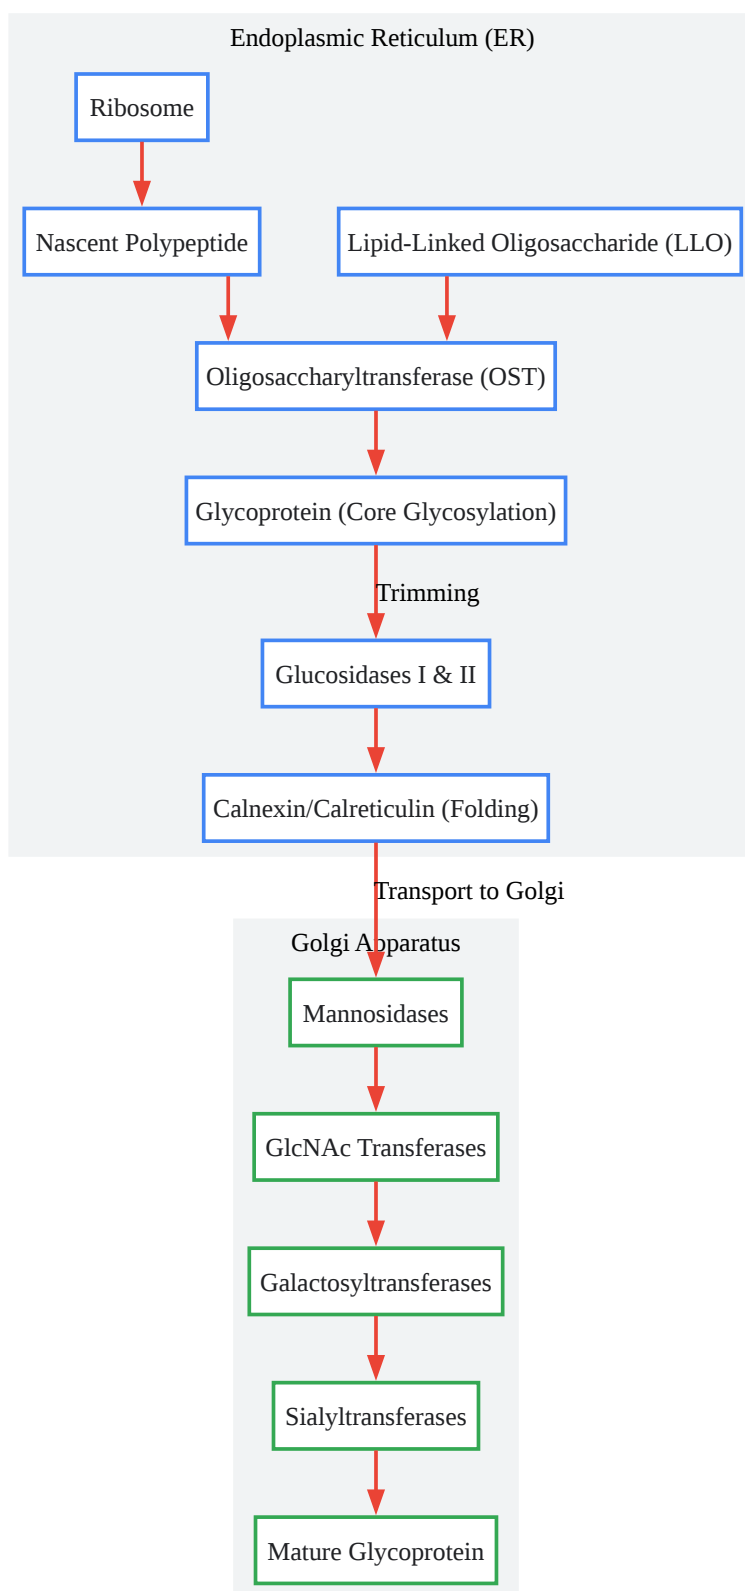 Endoplasmic Reticulum (ER)
Ribosome
Nascent Polypeptide
Lipid-Linked Oligosaccharide (LLO)
Oligosaccharyltransferase (OST)
Glycoprotein (Core Glycosylation)
Trimming
Glucosidases I & II
Calnexin/Calreticulin (Folding)
Transport to Golgi
Golgi Apparatus
Mannosidases
GlcNAc Transferases
Galactosyltransferases
Sialyltransferases
Mature Glycoprotein